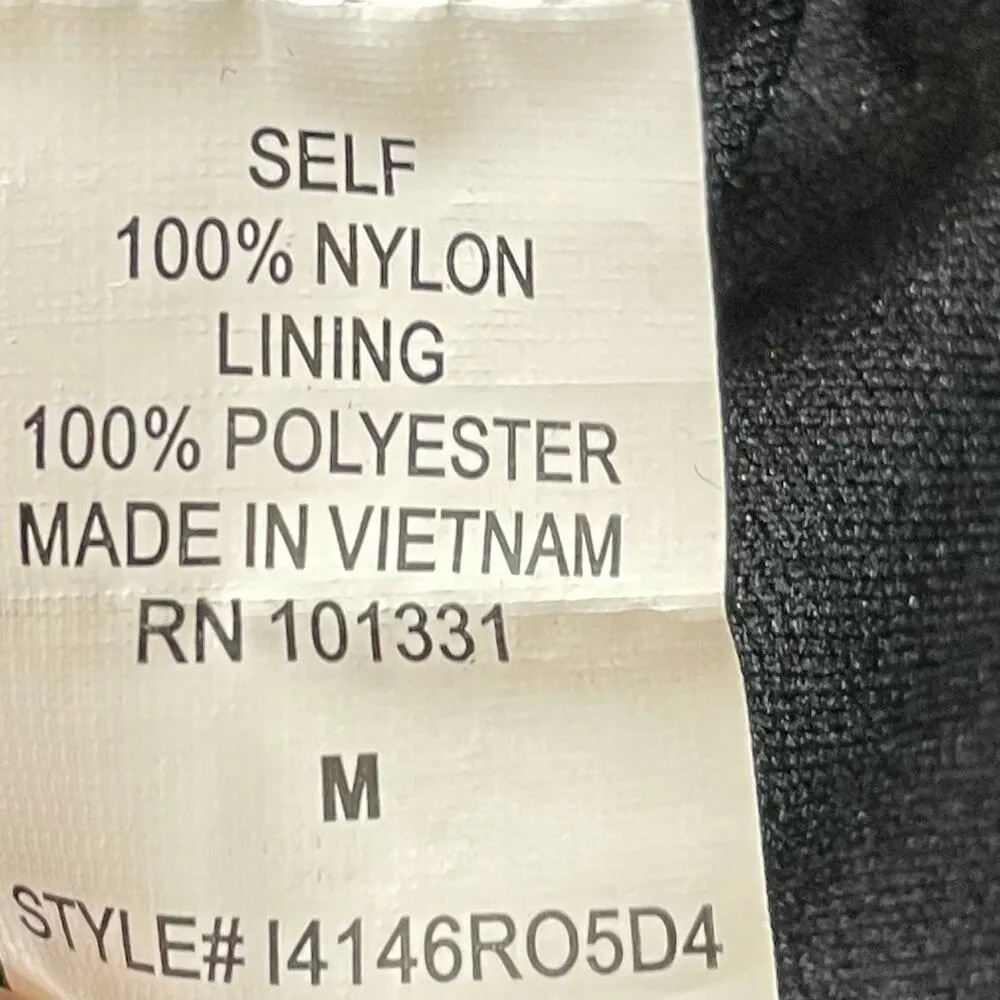 SELF
100% NYLON
LINING
100% POLYESTER
MADE IN VIETNAM
RN 101331
M
STYLE# I4146RO5D4